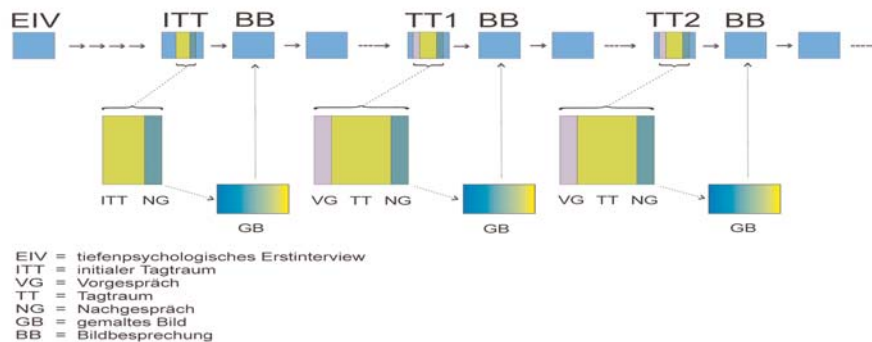 EIV ITT BB TT1 BB TT2 BB
ITT NG VG TT NG VG TT NG
GB GB GB
EIV = tiefenpsychologisches Erstinterview
ITT = initialer Tagtraum
VG = Vorgespräch
TT = Tagtraum
NG = Nachgespräch
GB = gemaltes Bild
BB = Bildbesprechung